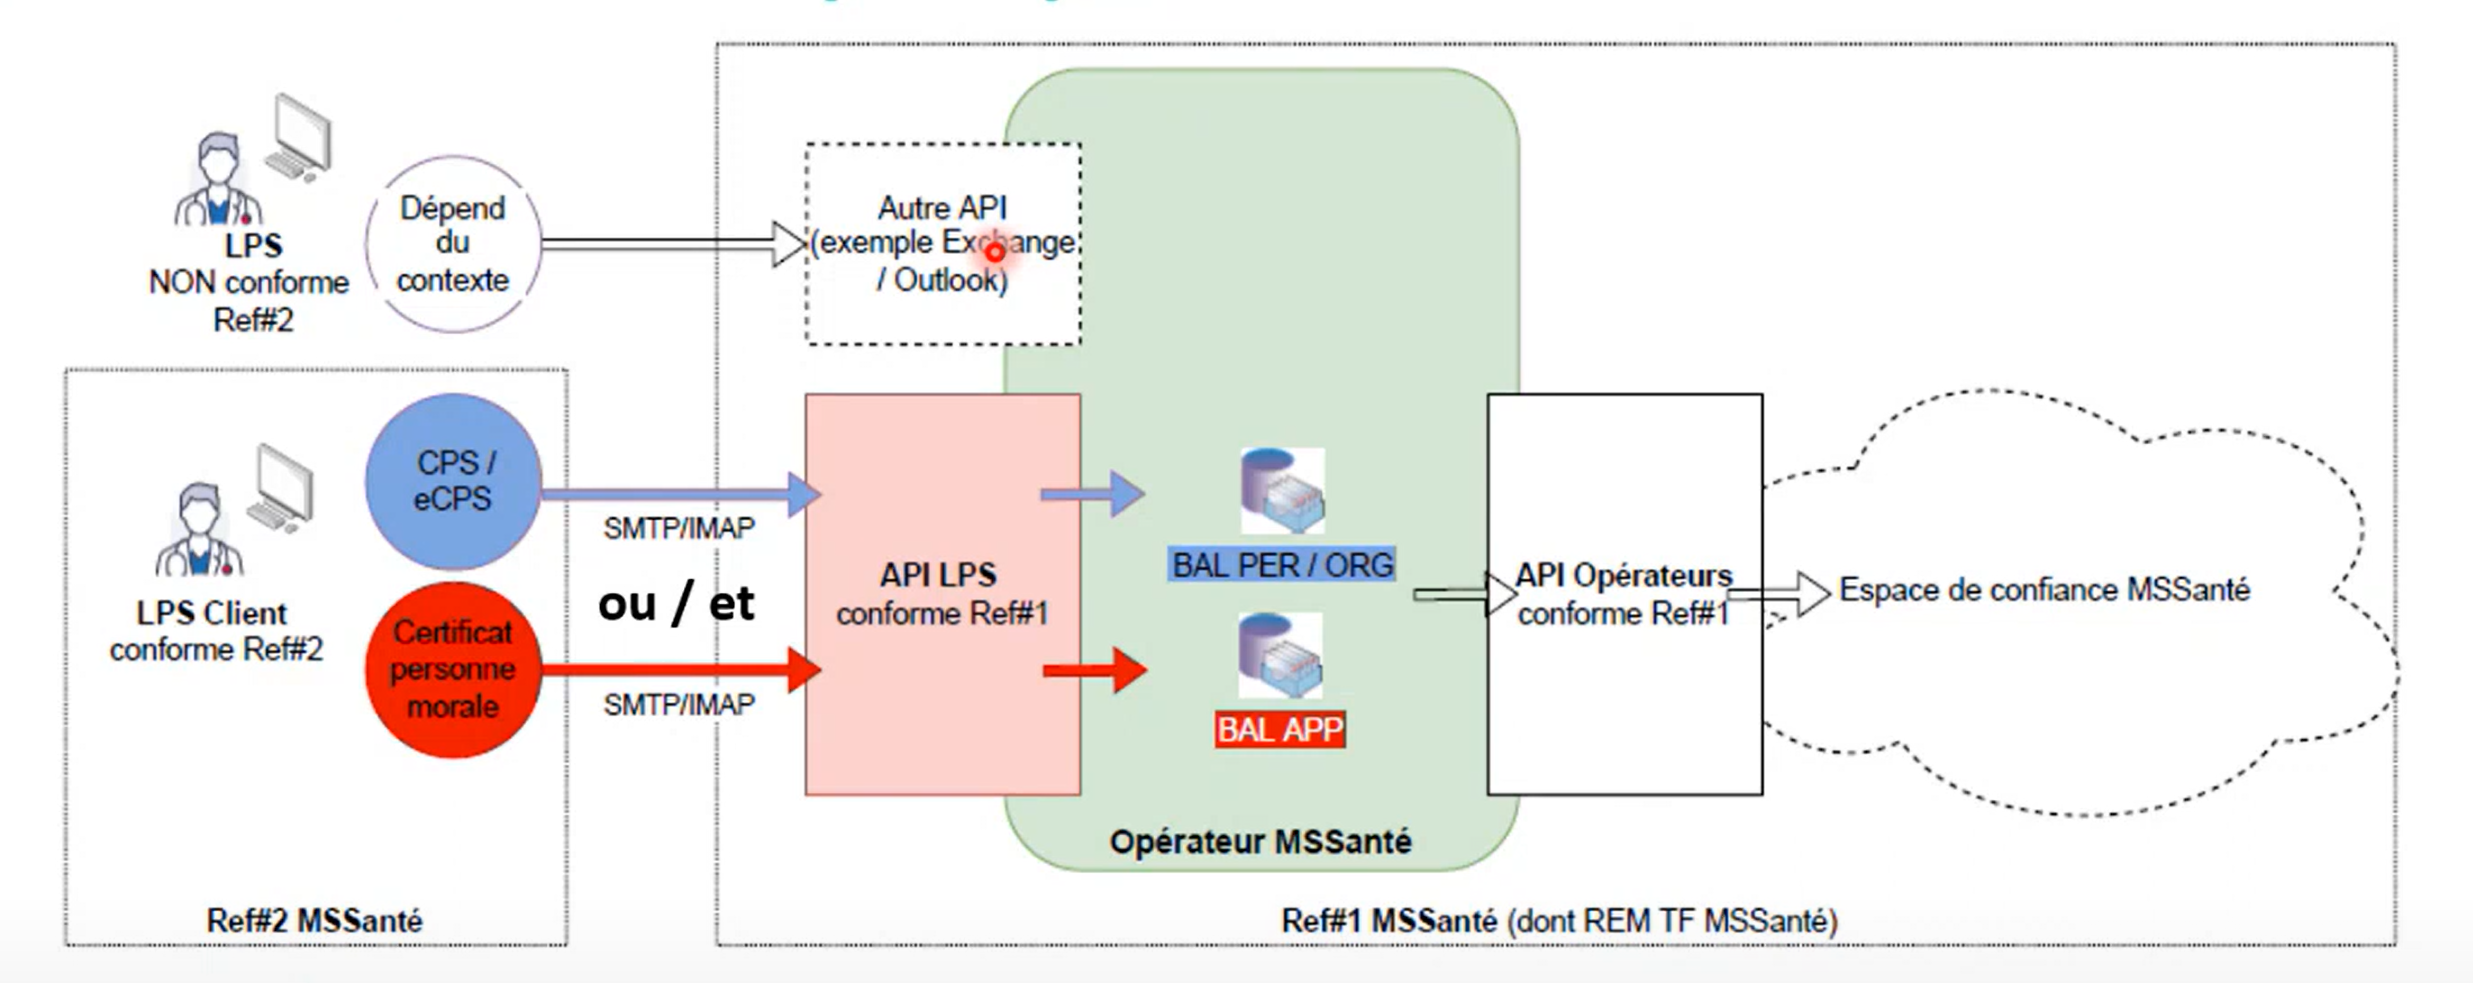 LPS
NON conforme
Ref#2
Dépend
du
contexte
Autre API
(exemple Exchange
/ Outlook)
LPS Client
conforme Ref#2
CPS /
eCPS
Certificat
personne
morale
SMTP/IMAP
ou / et
SMTP/IMAP
API LPS
conforme Ref#1
BAL PER / ORG
BAL APP
Opérateur MSSanté
API Opérateurs
conforme Ref#1
Espace de confiance MSSanté
Ref#2 MSSanté
Ref#1 MSSanté (dont REM TF MSSanté)